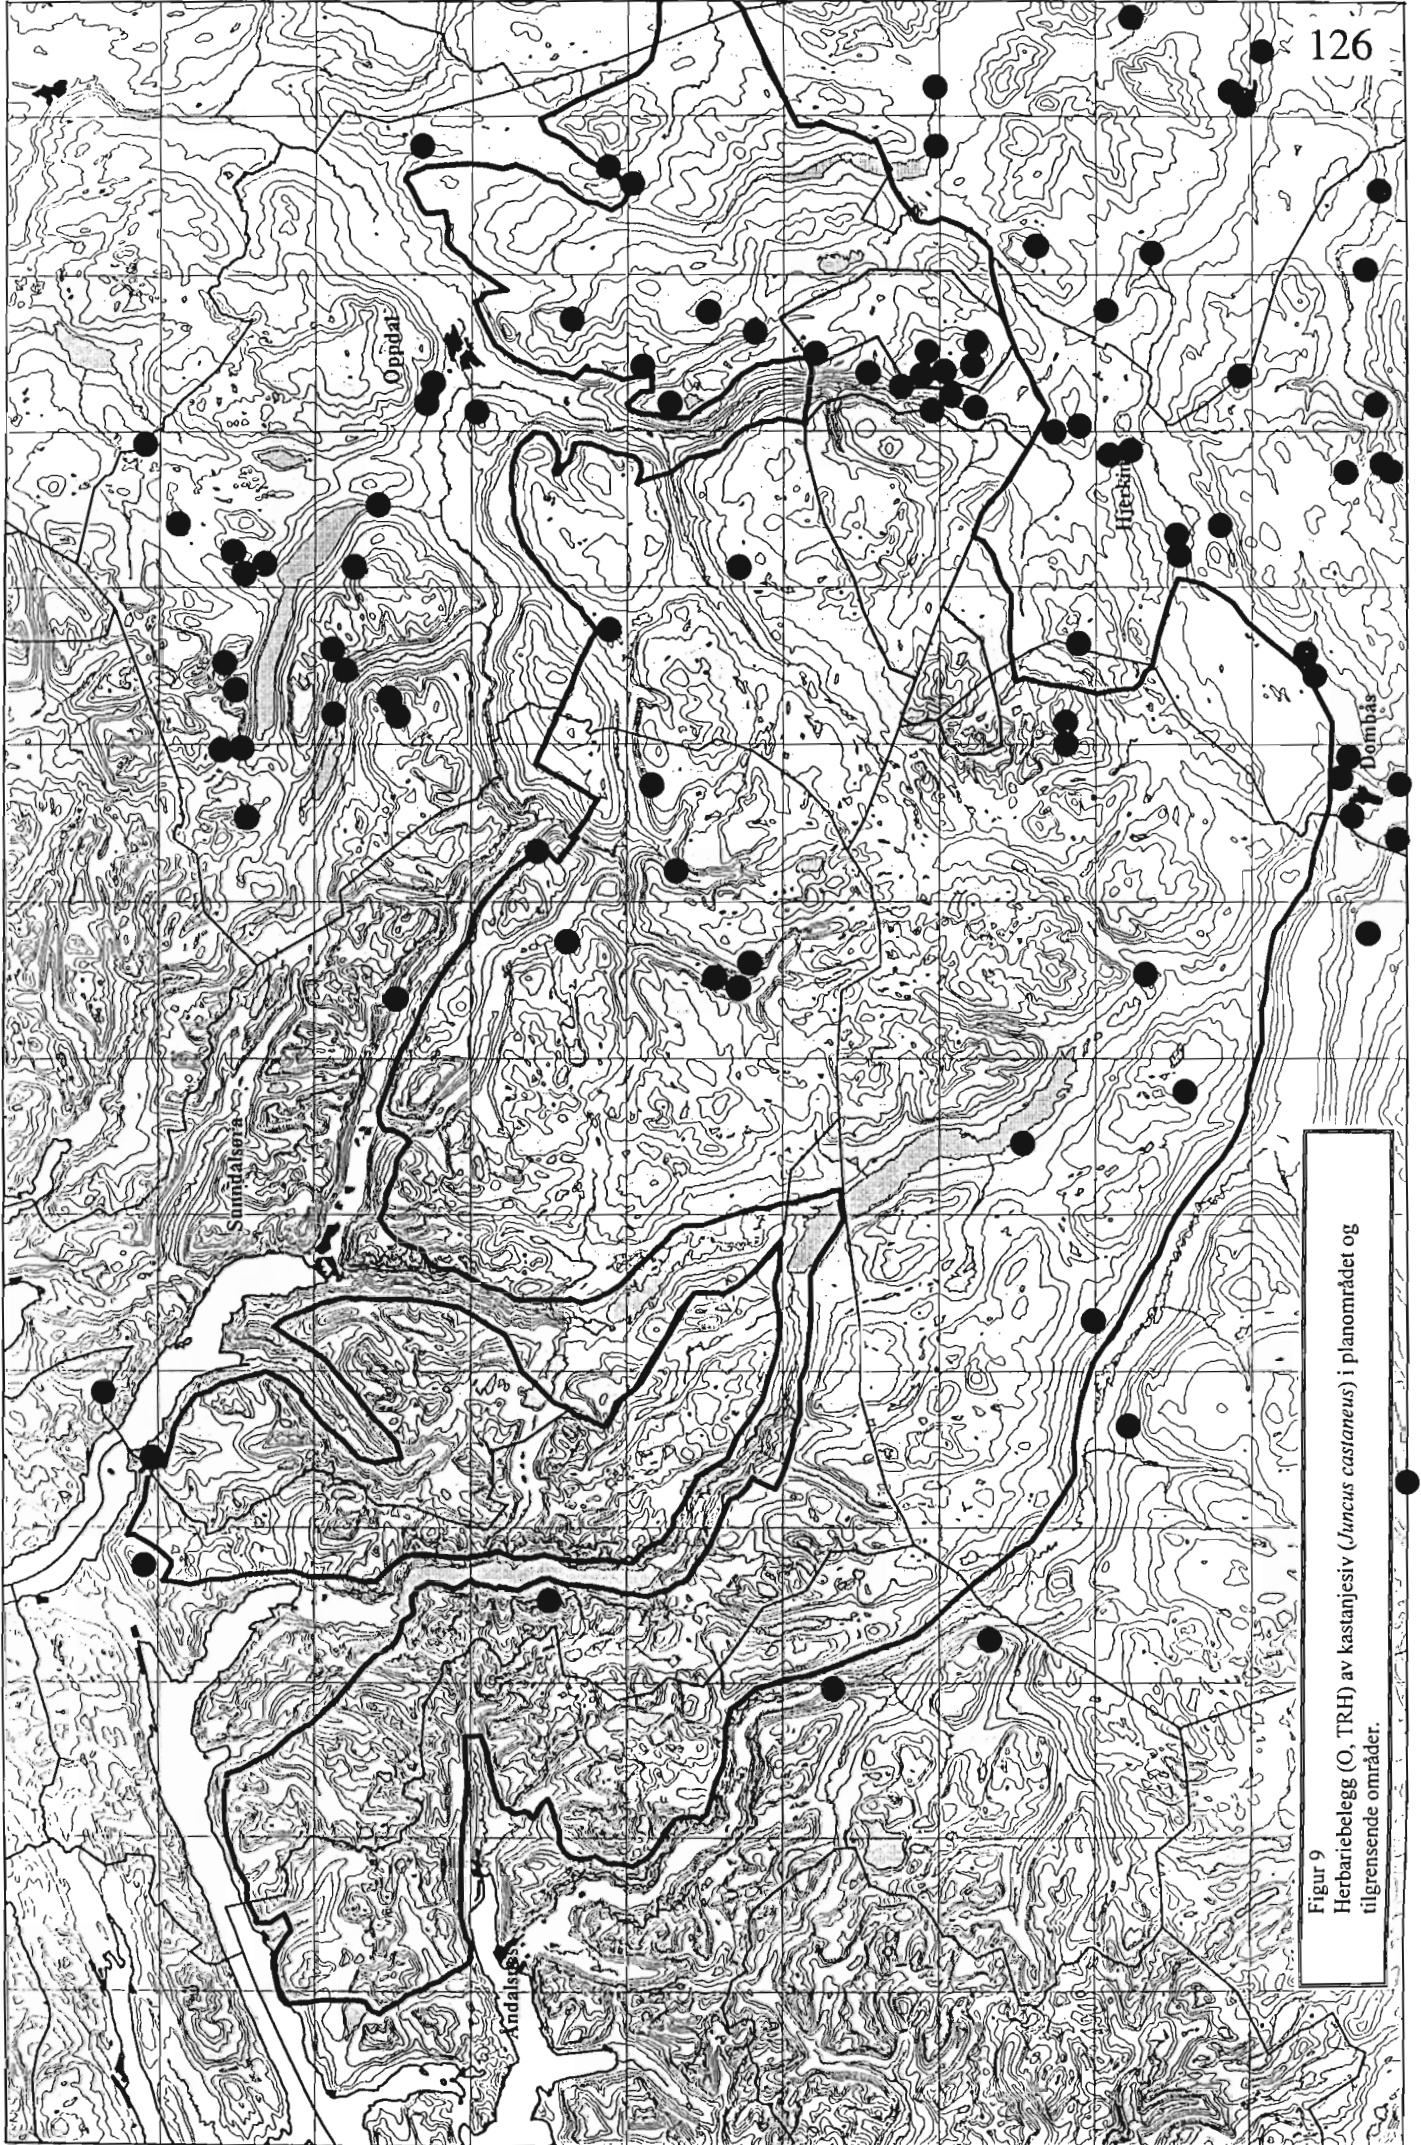 126
Oppdal
Hjerkinn
Dombås
Sunndalsøra
Åndalsnes
Figur 9
Herbariebelegg (O, TRH) av kastanjesiv (Juncus castaneus) i planområdet og
tilgrensende områder.